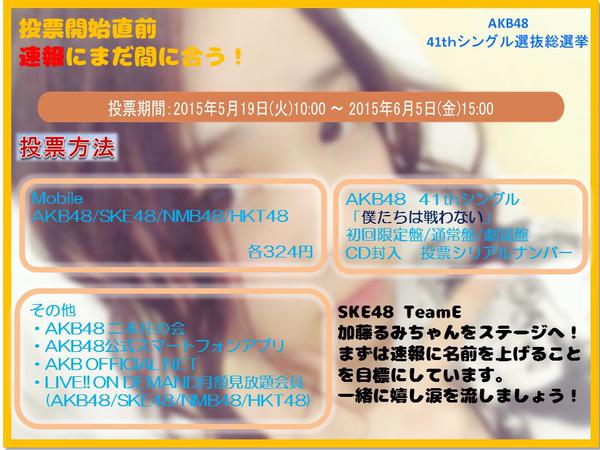 投票開始直前
速報にまだ間に合う！
AKB48
41thシングル選抜総選挙
投票期間:2015年5月19日(火)10:00 ～ 2015年6月5日(金)15:00
投票方法
Mobile
AKB48/SKE48/NMB48/HKT48
各324円
AKB48 41thシングル
「僕たちは戦わない」
初回限定盤/通常盤/劇場盤
CD封入 投票シリアルナンバー
その他
・AKB48 二本柱の会
・AKB48公式スマートフォンアプリ
・AKB OFFICIAL NET
・LIVE!! ON DEMAND月額見放題会員
(AKB48/SKE48/NMB48/HKT48)
SKE48 TeamE
加藤るみちゃんをステージへ！
まずは速報に名前を上げること
を目標にしています。
一緒に嬉し涙を流しましょう！